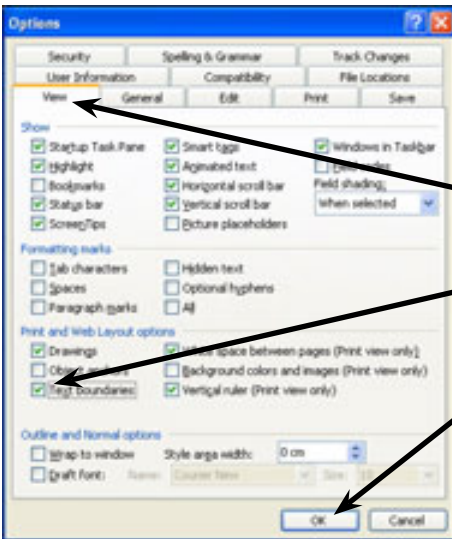 Options
Security Spelling & Grammar Track Changes
User Information Compatibility File Locations
View General Edit Print Save
Show
Startup Task Pane Smart tags Windows in Taskbar
Highlight Animated text
Bookmarks Horizontal scroll bar Field shading:
Status bar Vertical scroll bar When selected
ScreenTips Picture placeholders
Formatting marks
Tab characters Hidden text
Spaces Optional hyphens
Paragraph marks All
Print and Web Layout options
Drawings White space between pages (Print view only)
Object Background colors and images (Print view only)
Text boundaries Vertical ruler (Print view only)
Outline and Normal options
Wrap to window Style area width: 0 cm
Draft Font: Name: Courier New Size: 10
OK Cancel